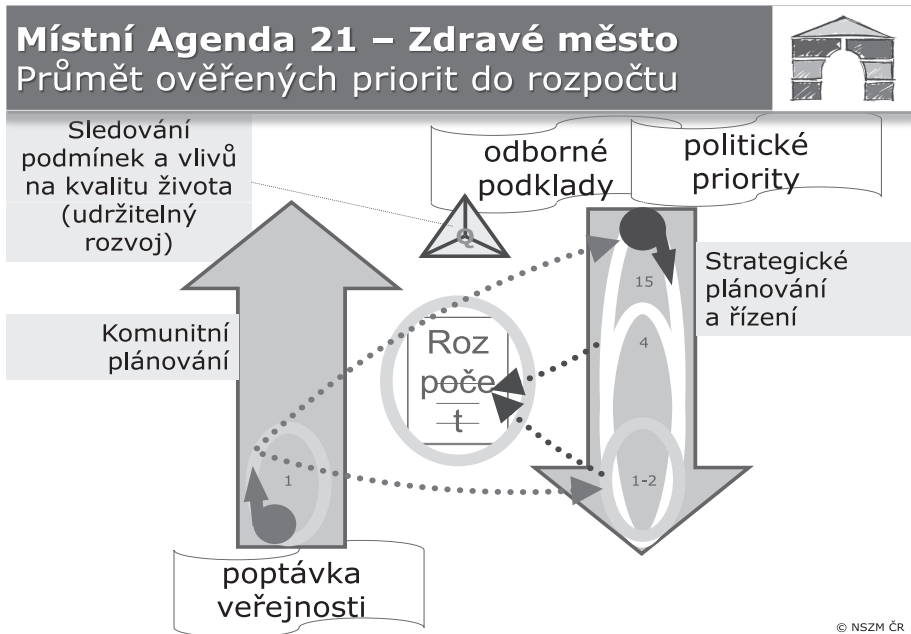 Místní Agenda 21 – Zdravé město
Průmět ověřených priorit do rozpočtu
Sledování
podmínek a vlivů
na kvalitu života
(udržitelný
rozvoj)
odborné
podklady
politické
priority
Q
Strategické
plánování
a řízení
15
Komunitní
plánování
Roz
poče
t
4
1
1-2
poptávka
veřejnosti
© NSZM ČR